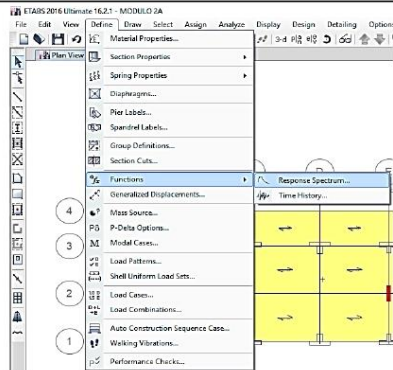 ETABS 2016 Ultimate 16.2.1 - MODULO 2A
File Edit View Define Draw Select Assign Analyze Display Design Detailing Options
3-d
Plan View
Material Properties...
Section Properties
Spring Properties
Diaphragms...
Pier Labels...
Spandrel Labels...
Group Definitions...
Section Cuts...
Functions
Response Spectrum...
Generalized Displacements...
Time History...
Mass Source...
P-Delta Options...
Modal Cases...
Load Patterns...
Shell Uniform Load Sets...
Load Cases...
Load Combinations...
Auto Construction Sequence Case...
Walking Vibrations...
Performance Checks...
4
3
2
1